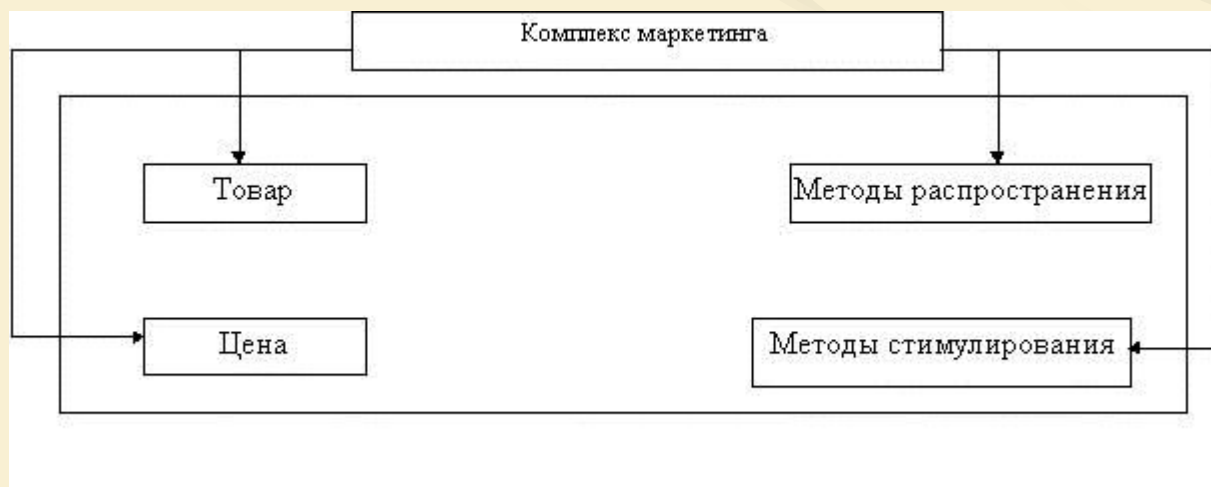 Комплекс маркетинга
Товар
Методы распространения
Цена
Методы стимулирования